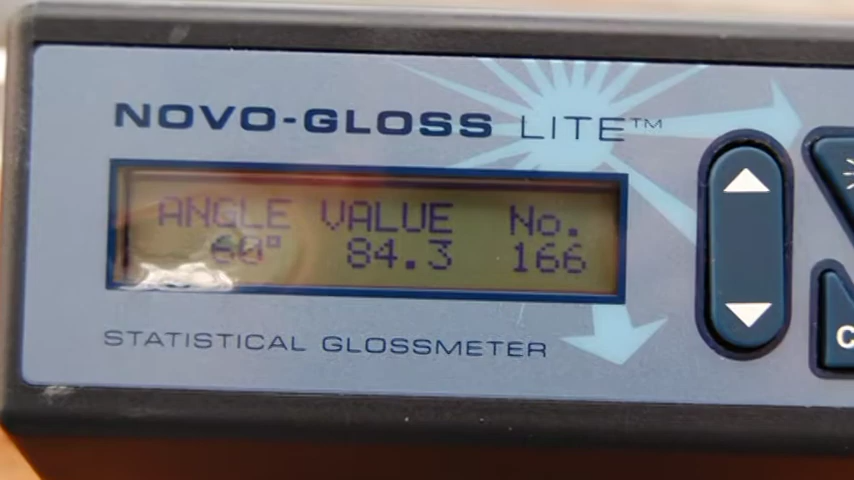 NOVO-GLOSS LITE™
ANGLE VALUE No.
60° 84.3 166
STATISTICAL GLOSSMETER
C